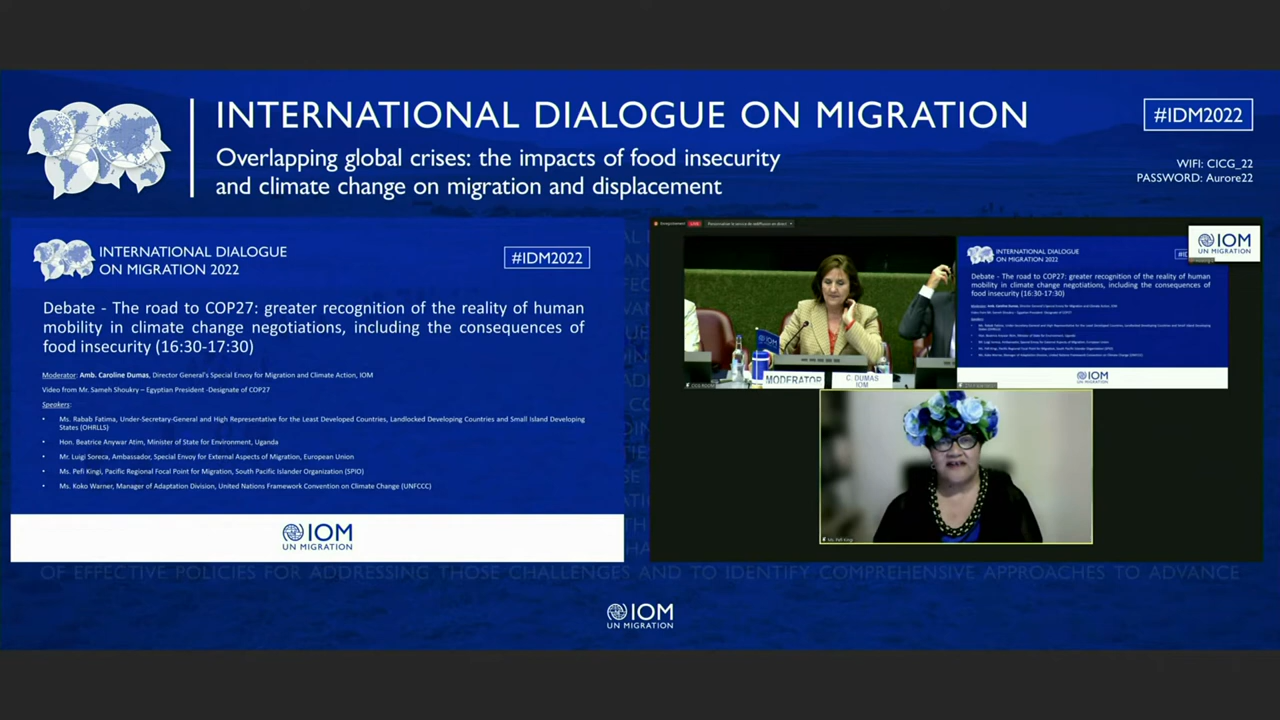 INTERNATIONAL DIALOGUE ON MIGRATION
Overlapping global crises: the impacts of food insecurity
and climate change on migration and displacement
#IDM2022
WIFI: CICG_22
PASSWORD: Aurore22
INTERNATIONAL DIALOGUE
ON MIGRATION 2022
#IDM2022
Debate - The road to COP27: greater recognition of the reality of human
mobility in climate change negotiations, including the consequences of
food insecurity (16:30-17:30)
Moderator: Amb. Caroline Dumas, Director General's Special Envoy for Migration and Climate Action, IOM
Video from Mr. Sameh Shoukry – Egyptian President -Designate of COP27
Speakers:
• Ms. Rabab Fatima, Under-Secretary-General and High Representative for the Least Developed Countries, Landlocked Developing Countries and Small Island Developing
States (OHRLLS)
• Hon. Beatrice Anywar Atim, Minister of State for Environment, Uganda
• Mr. Luigi Soreca, Ambassador, Special Envoy for External Aspects of Migration, European Union
• Ms. Pefi Kingi, Pacific Regional Focal Point for Migration, South Pacific Islander Organization (SPIO)
• Ms. Koko Warner, Manager of Adaptation Division, United Nations Framework Convention on Climate Change (UNFCCC)
IOM
UN MIGRATION
LIVE
MODERATOR
C. DUMAS
IOM
INTERNATIONAL DIALOGUE
ON MIGRATION 2022
Debate - The road to COP27: greater recognition of the reality of human
mobility in climate change negotiations, including the consequences of
food insecurity (16:30-17:30)
IOM
IOM
UN MIGRATION
Ms. Pefi Kingi
OF EFFECTIVE POLICIES FOR ADDRESSING THOSE CHALLENGES AND TO IDENTIFY COMPREHENSIVE APPROACHES TO ADVANCE
IOM
UN MIGRATION